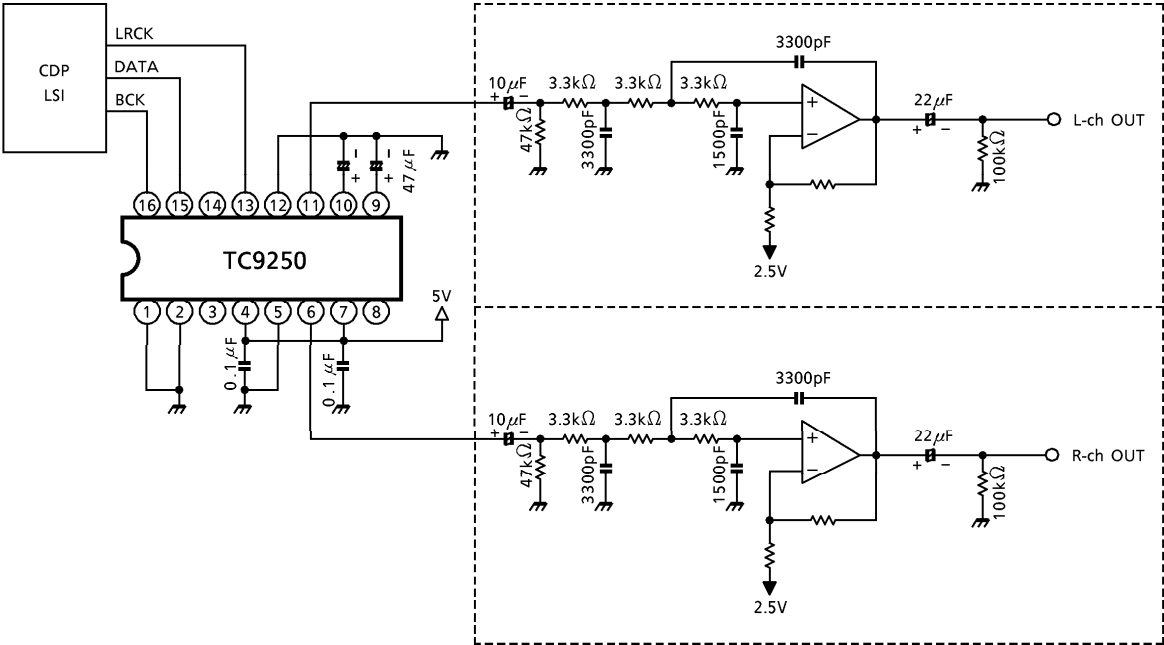 CDP
LSI
LRCK
DATA
BCK
16 15 14 13 12 11 10 9
− −
+ + 47μF
TC9250
1 2 3 4 5 6 7 8
5V
0.1μF 0.1μF
3300pF
10μF 3.3kΩ 3.3kΩ 3.3kΩ
+ −
47kΩ 3300pF 1500pF
+
−
22μF
+ −
100kΩ
L-ch OUT
2.5V
3300pF
10μF 3.3kΩ 3.3kΩ 3.3kΩ
+ −
47kΩ 3300pF 1500pF
+
−
22μF
+ −
100kΩ
R-ch OUT
2.5V